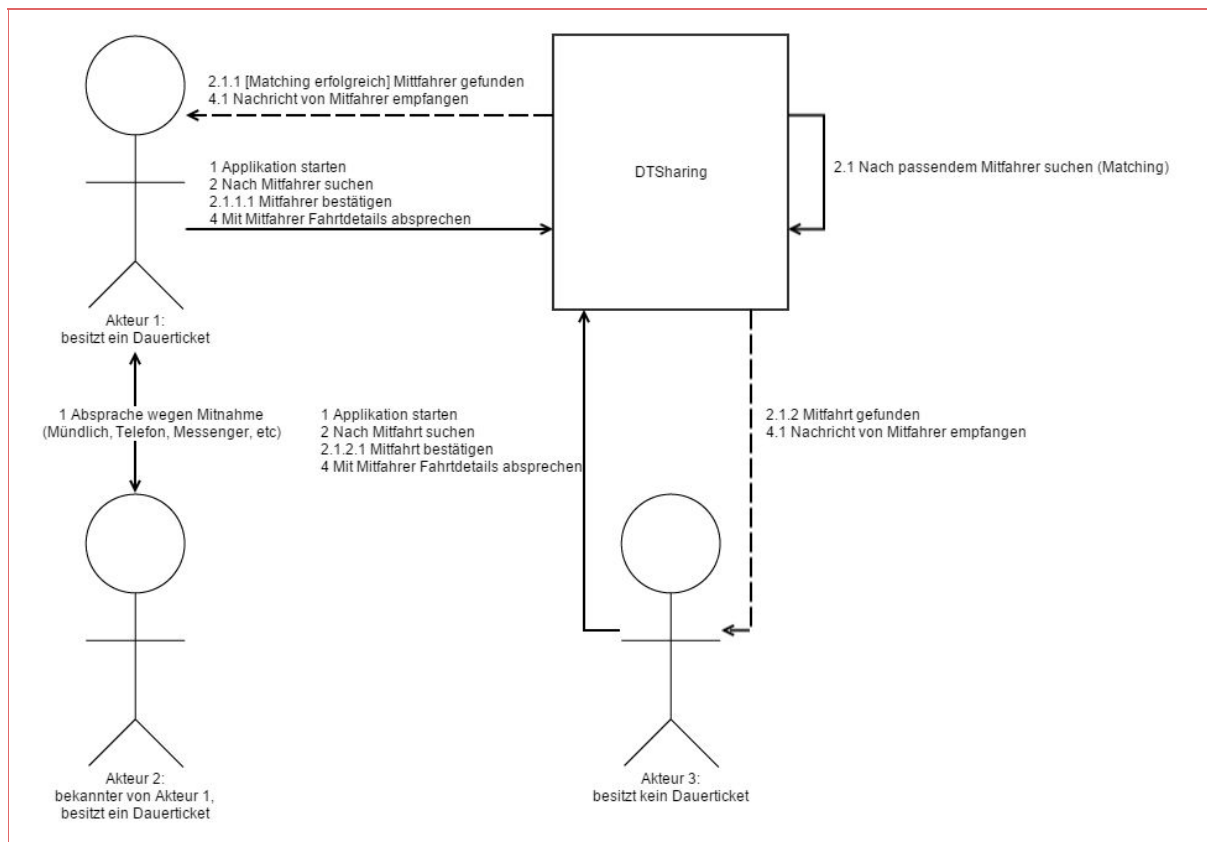 2.1.1 [Matching erfolgreich] Mittfahrer gefunden
4.1 Nachricht von Mitfahrer empfangen
1 Applikation starten
2 Nach Mitfahrer suchen
2.1.1.1 Mitfahrer bestätigen
4 Mit Mitfahrer Fahrtdetails absprechen
DTSharing
2.1 Nach passendem Mitfahrer suchen (Matching)
Akteur 1:
besitzt ein Dauerticket
1 Absprache wegen Mitnahme
(Mündlich, Telefon, Messenger, etc)
1 Applikation starten
2 Nach Mitfahrt suchen
2.1.2.1 Mitfahrt bestätigen
4 Mit Mitfahrer Fahrtdetails absprechen
2.1.2 Mitfahrt gefunden
4.1 Nachricht von Mitfahrer empfangen
Akteur 2:
bekannter von Akteur 1,
besitzt ein Dauerticket
Akteur 3:
besitzt kein Dauerticket